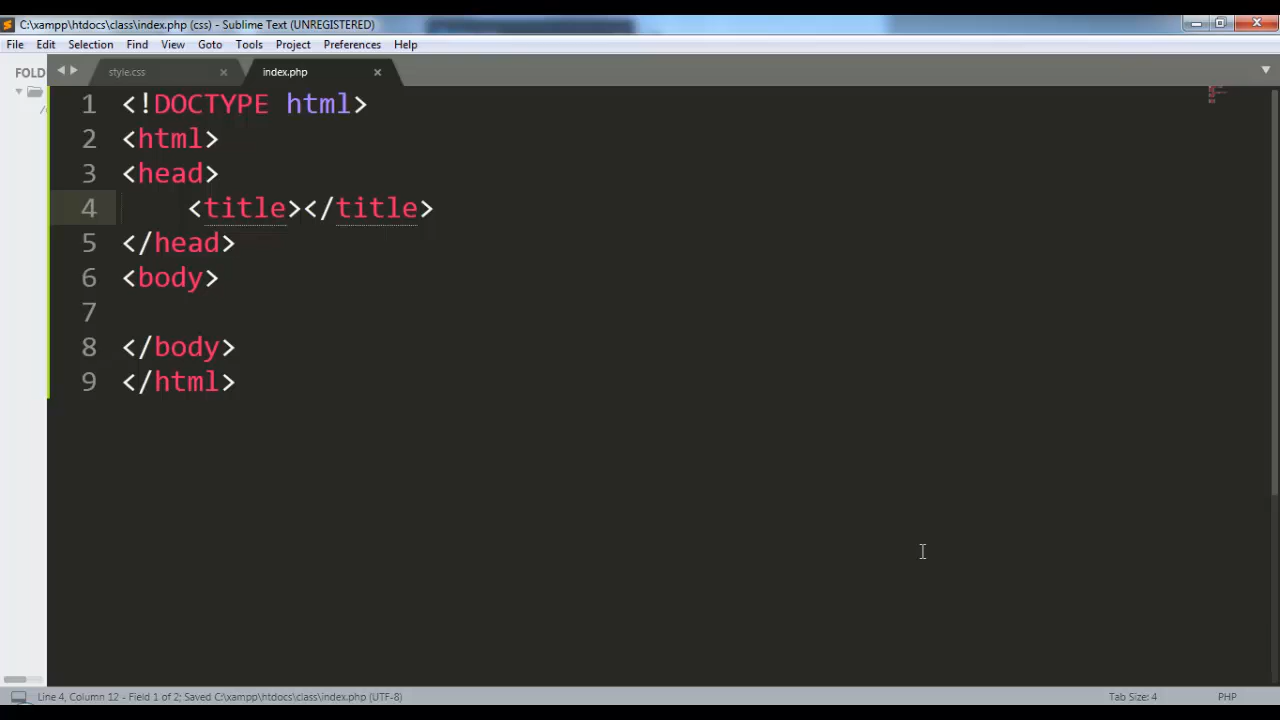 C:\xampp\htdocs\class\index.php (css) - Sublime Text (UNREGISTERED)
File Edit Selection Find View Goto Tools Project Preferences Help
FOLD
style.css
index.php
1 <!DOCTYPE html>
2 <html>
3 <head>
4 <title></title>
5 </head>
6 <body>
7
8 </body>
9 </html>
Line 4, Column 12 - Field 1 of 2; Saved C:\xampp\htdocs\class\index.php (UTF-8)
Tab Size: 4
PHP